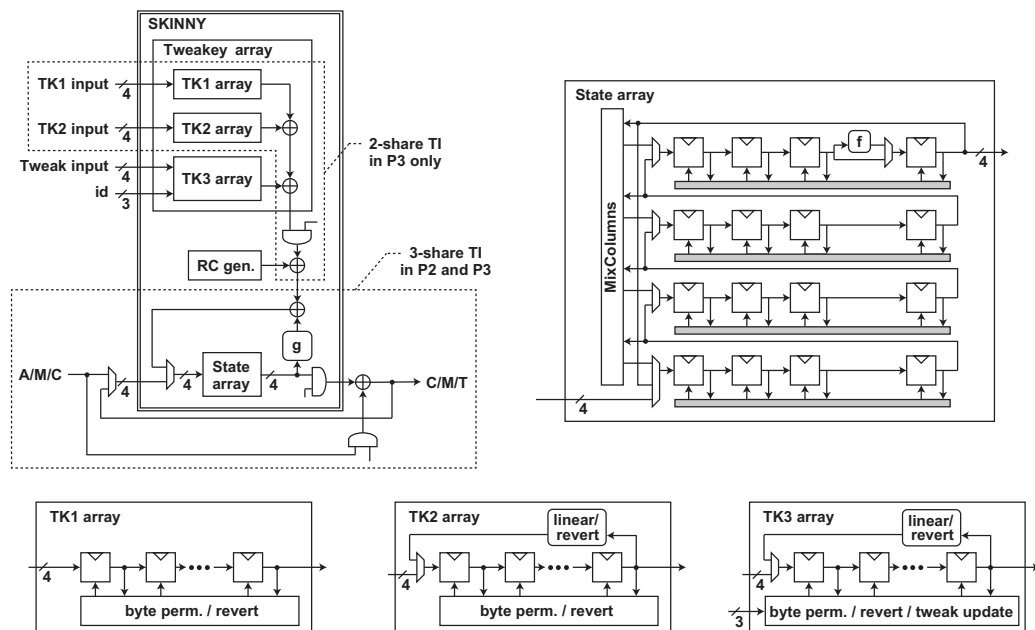 SKINNY
Tweakey array
TK1 input
4
TK1 array
TK2 input
4
TK2 array
Tweak input
4
id
3
TK3 array
2-share TI
in P3 only
RC gen.
3-share TI
in P2 and P3
g
A/M/C
4
4
State
array
4
C/M/T
State array
MixColumns
f
4
4
TK1 array
4
byte perm. / revert
TK2 array
linear/
revert
4
byte perm. / revert
TK3 array
linear/
revert
4
3
byte perm. / revert / tweak update